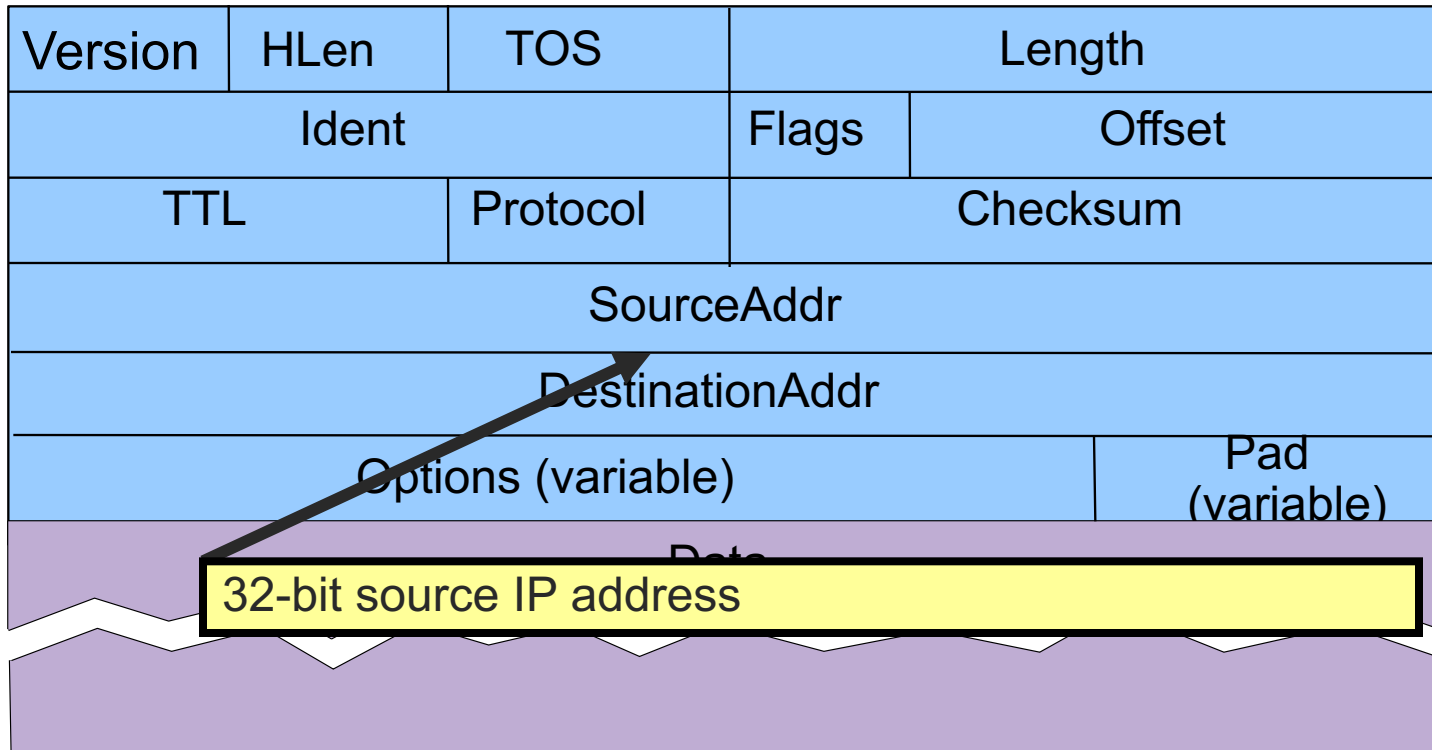 Version HLen TOS Length
Ident Flags Offset
TTL Protocol Checksum
SourceAddr
DestinationAddr
Options (variable) Pad
(variable)
Data
32-bit source IP address